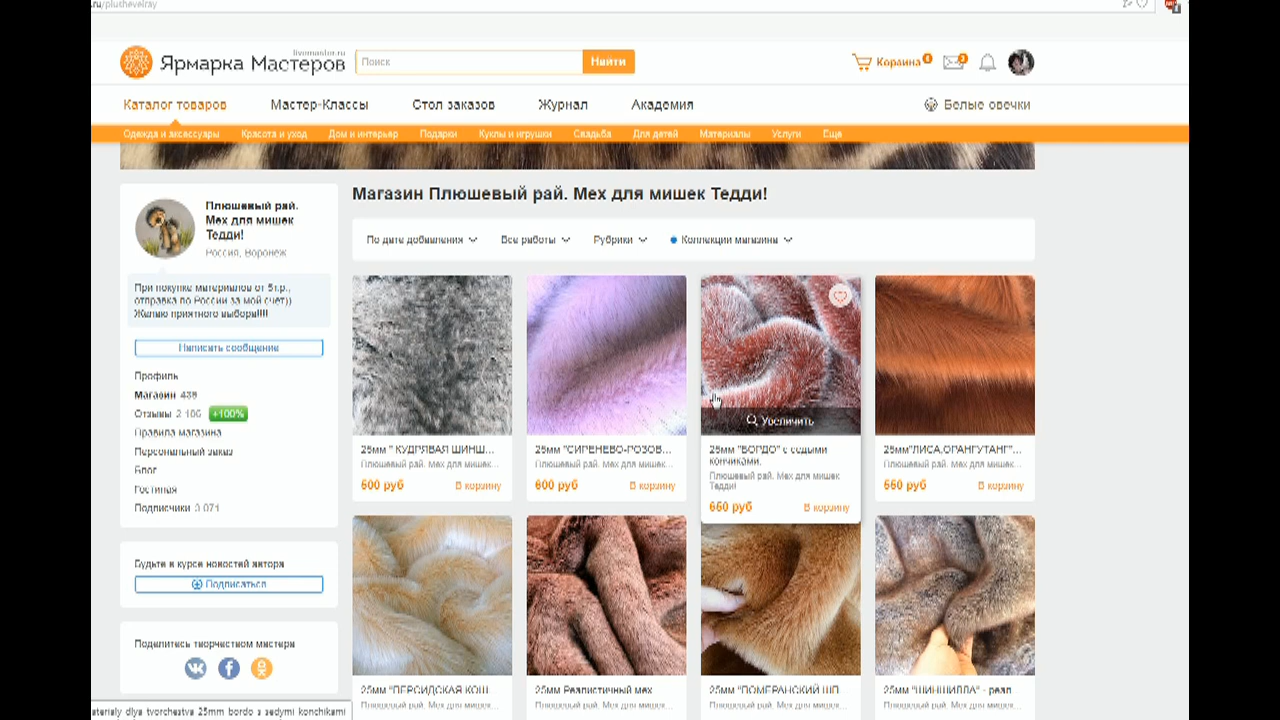 .ru/plushevelray
livemaster.ru
Ярмарка Мастеров
Поиск
Найти
Корзина
Каталог товаров
Мастер-Классы
Стол заказов
Журнал
Академия
Белые овечки
Одежда и аксессуары
Красота и уход
Дом и интерьер
Подарки
Куклы и игрушки
Свадьба
Для детей
Материалы
Услуги
Еще
Магазин Плюшевый рай. Мех для мишек Тедди!
Плюшевый рай.
Мех для мишек
Тедди!
Россия, Воронеж
При покупке материалов от 5т.р.,
отправка по России за мой счет))
Желаю приятного выбора!!!!
Написать сообщение
Профиль
Магазин 438
Отзывы 2 106 +100%
Правила магазина
Персональный заказ
Блог
Гостиная
Подписчики 3 071
Будьте в курсе новостей автора
Подписаться
Поделитесь творчеством мастера
По дате добавления
Все работы
Рубрики
Коллекции магазина
25мм " КУДРЯВАЯ ШИНШ...
Плюшевый рай. Мех для мишек...
600 руб
В корзину
25мм "СИРЕНЕВО-РОЗОВ...
Плюшевый рай. Мех для мишек...
600 руб
В корзину
Увеличить
25мм "БОРДО" с седыми
кончиками.
Плюшевый рай. Мех для мишек
Тедди!
650 руб
В корзину
25мм"ЛИСА.ОРАНГУТАНГ"...
Плюшевый рай. Мех для мишек...
550 руб
В корзину
25мм "ПЕРСИДСКАЯ КОШ...
Плюшевый рай. Мех для мишек...
25мм Реалистичный мех
Плюшевый рай. Мех для мишек...
25мм "ПОМЕРАНСКИЙ ШП...
Плюшевый рай. Мех для мишек...
25мм "ШИНШИЛЛА" - реал
Плюшевый рай. Мех для мишек...
aterialy dlya tvorchestva 25mm bordo s sedymi konchikami